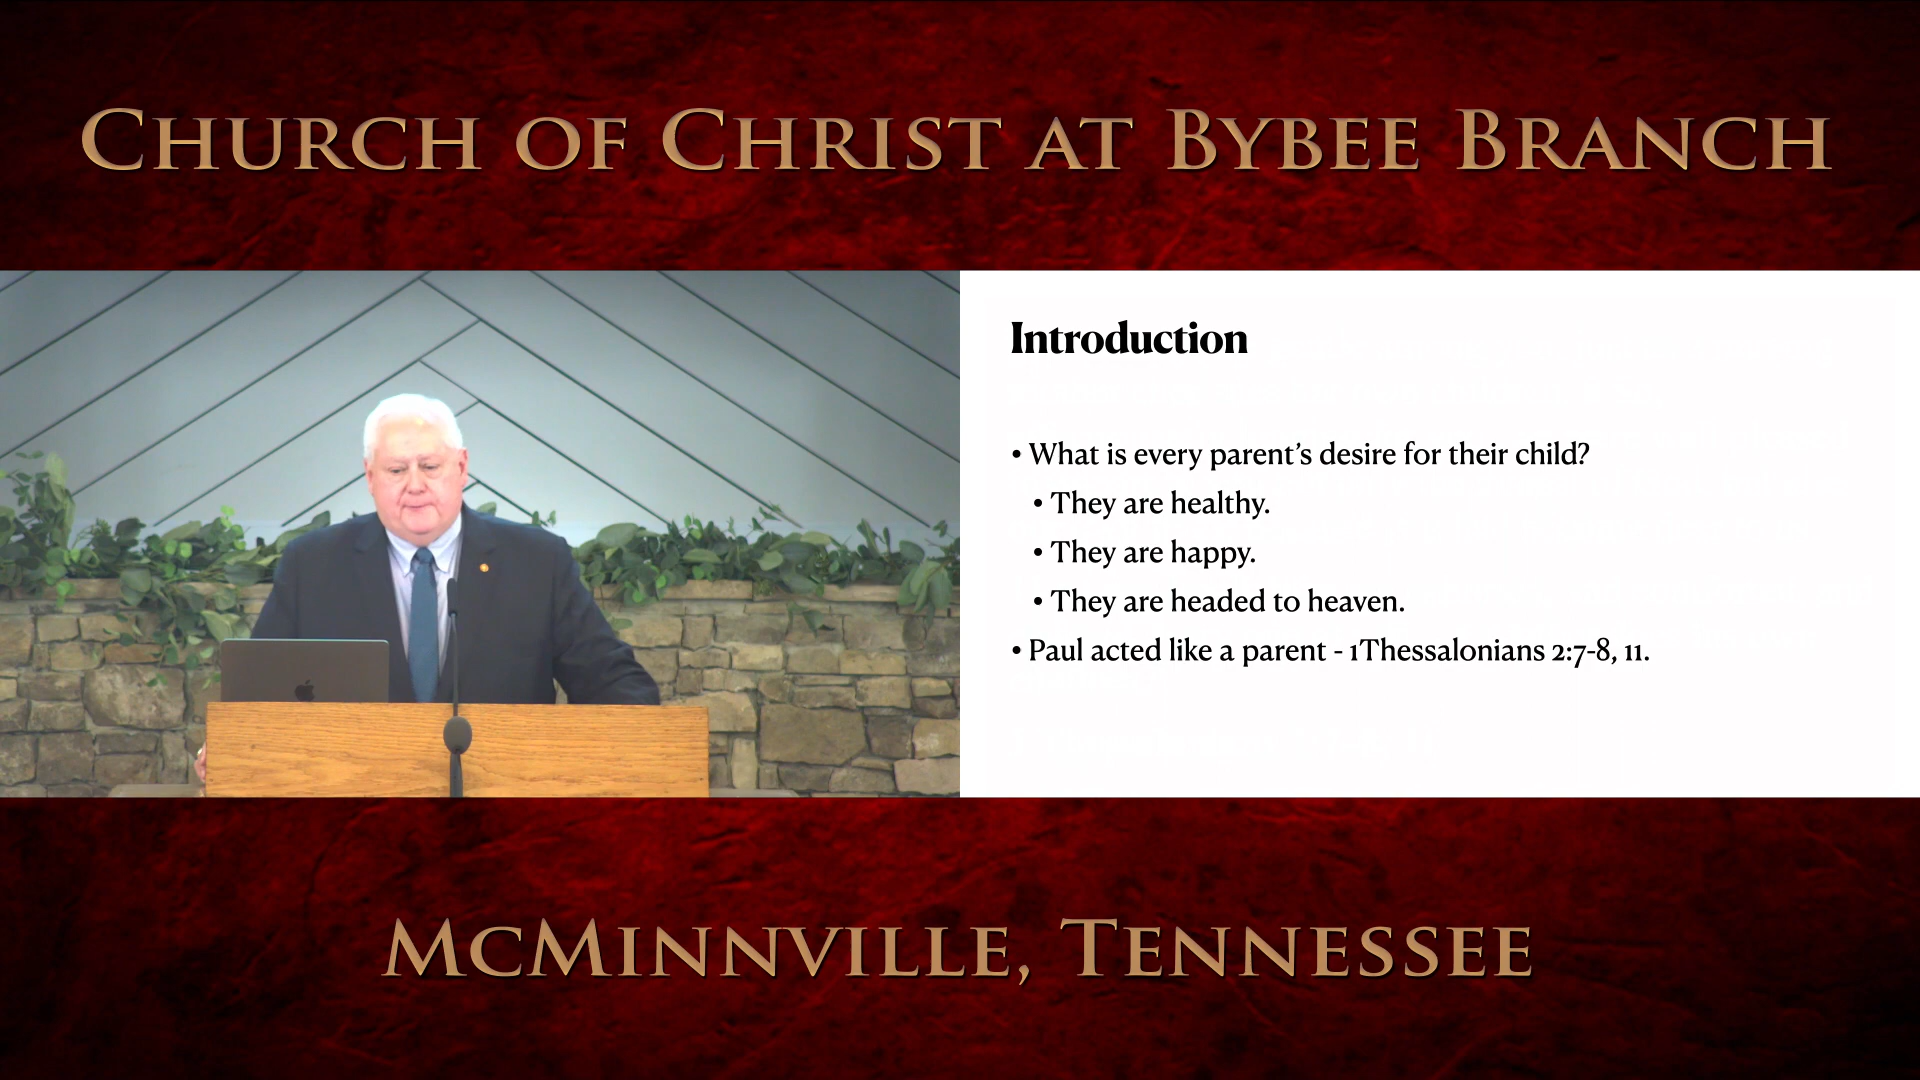 Church of Christ at Bybee Branch
Introduction
• What is every parent’s desire for their child?
• They are healthy.
• They are happy.
• They are headed to heaven.
• Paul acted like a parent - 1Thessalonians 2:7-8, 11.
McMinnville, Tennessee